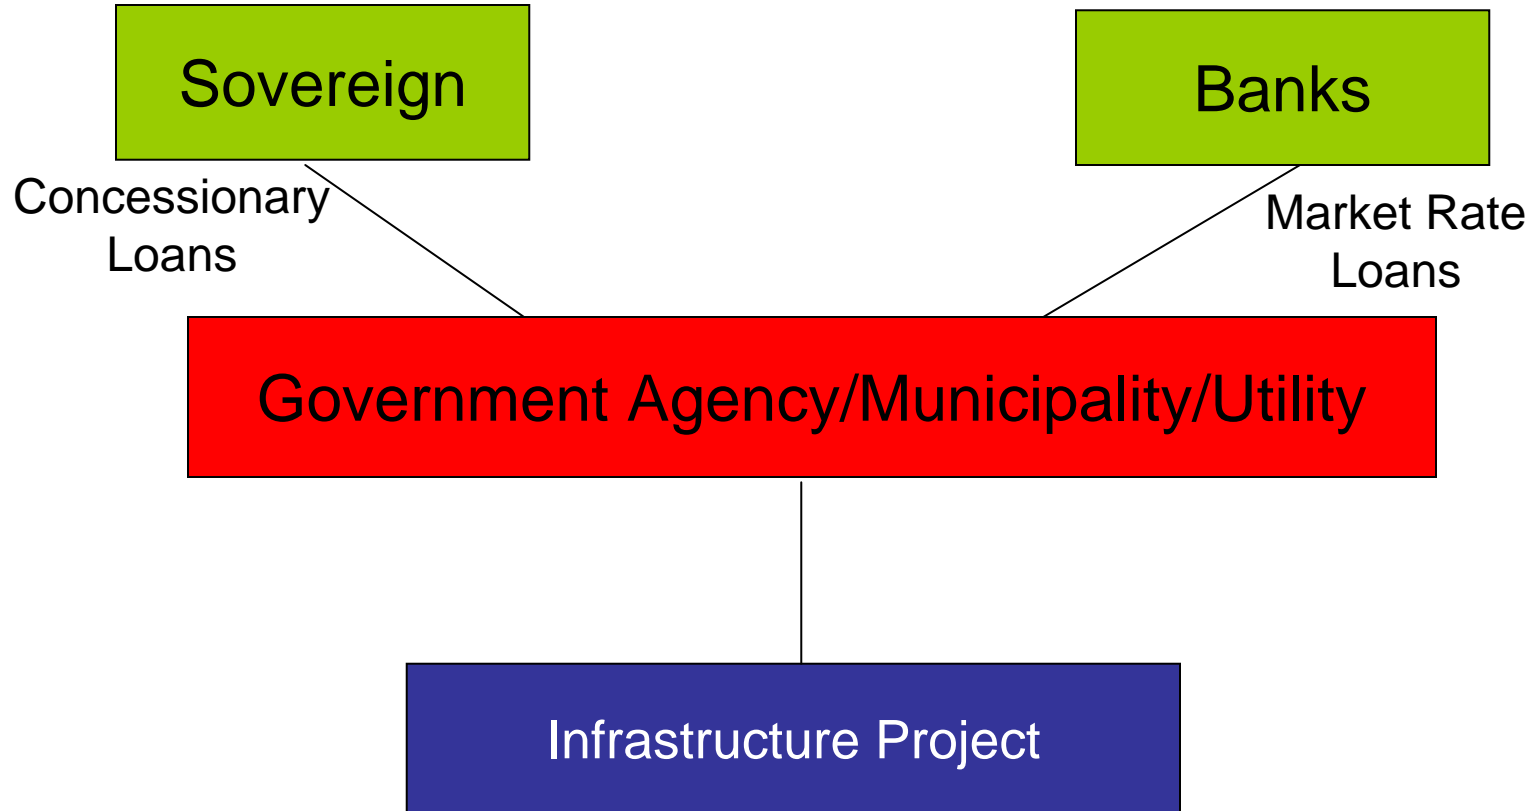 Sovereign
Banks
Concessionary
Loans
Market Rate
Loans
Government Agency/Municipality/Utility
Infrastructure Project